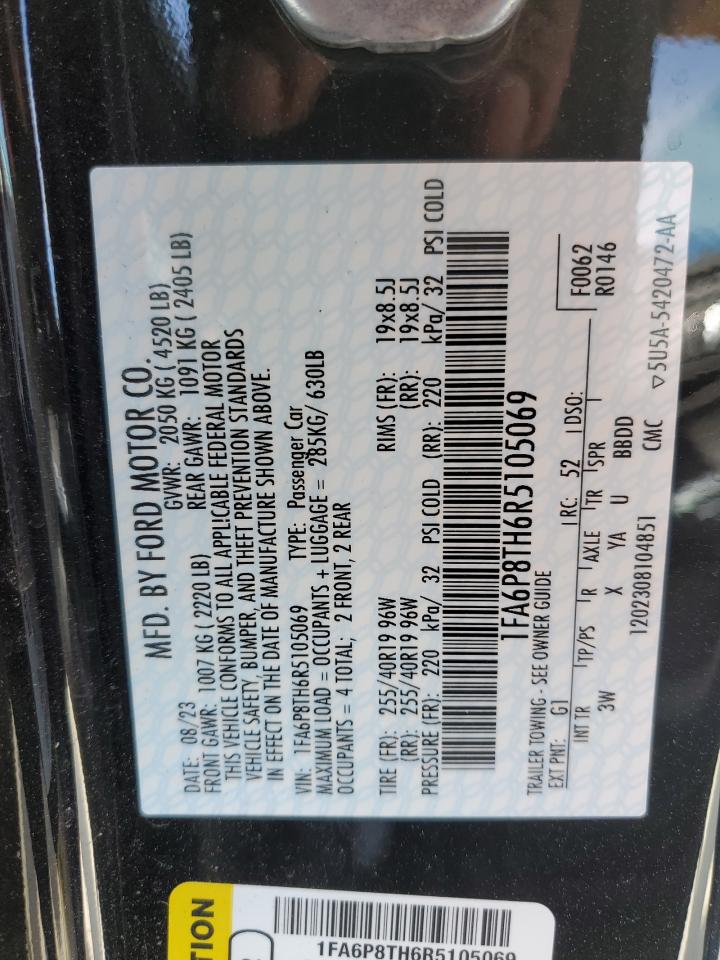 MFD. BY FORD MOTOR CO.
DATE: 08/23 GVWR: 2050 KG ( 4520 LB)
FRONT GAWR: 1007 KG ( 2220 LB) REAR GAWR: 1091 KG ( 2405 LB)
THIS VEHICLE CONFORMS TO ALL APPLICABLE FEDERAL MOTOR
VEHICLE SAFETY, BUMPER, AND THEFT PREVENTION STANDARDS
IN EFFECT ON THE DATE OF MANUFACTURE SHOWN ABOVE.
VIN: 1FA6P8TH6R5105069 TYPE: Passenger Car
MAXIMUM LOAD = OCCUPANTS + LUGGAGE = 285KG/ 630LB
OCCUPANTS = 4 TOTAL; 2 FRONT, 2 REAR
TIRE (FR): 255/40R19 96W RIMS (FR): 19x8.5J
(RR): 255/40R19 96W (RR): 19x8.5J
PRESSURE (FR): 220 kPa/ 32 PSI COLD (RR): 220 kPa/ 32 PSI COLD
1FA6P8TH6R5105069
TRAILER TOWING - SEE OWNER GUIDE F0062
EXT PNT: G1 RC: 52 DSO: R0146
INT TR TP/PS R AXLE TR SPR
3W X YA U BBDD
1202308104851 CMC ▽5U5A-5420472-AA
1FA6P8TH6R5105069